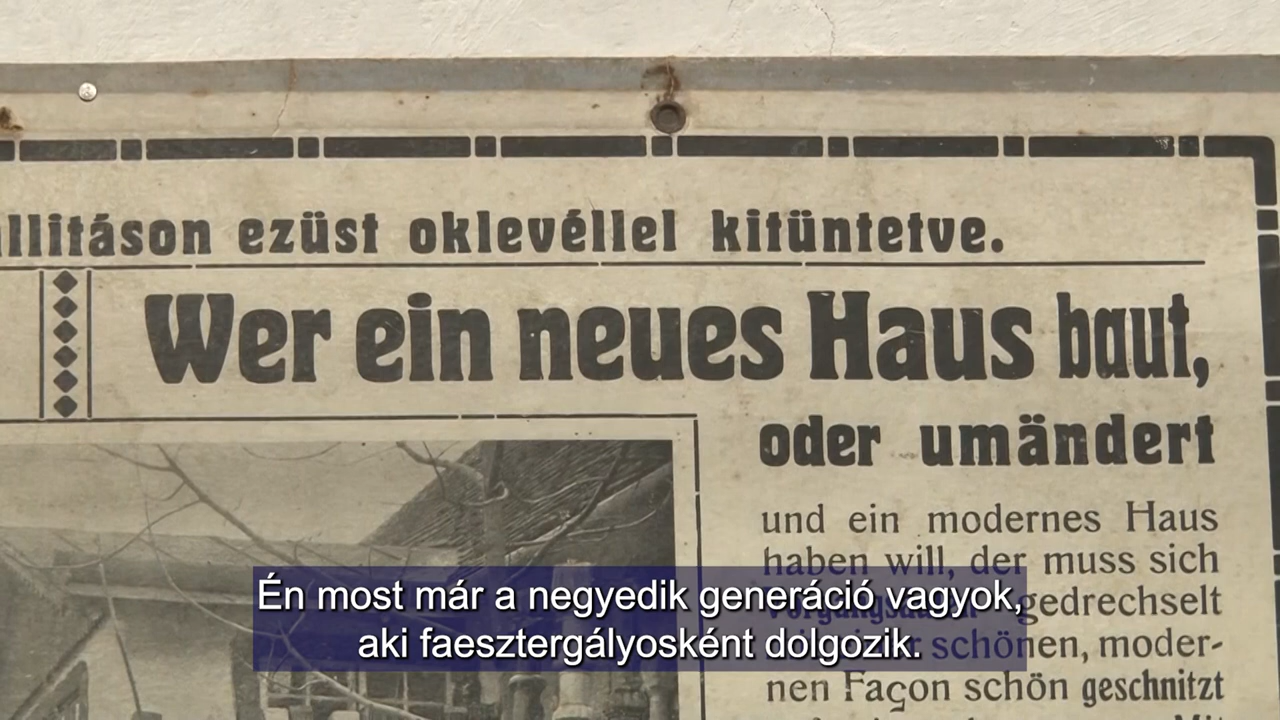 llitáson ezüst oklevéllel kitüntetve.
Wer ein neues Haus baut,
oder umändert
und ein modernes Haus
haben will, der muss sich
gedrechselt
schönen, moder-
nen Façon schön geschnitzt
Én most már a negyedik generáció vagyok,
aki faesztergályosként dolgozik.